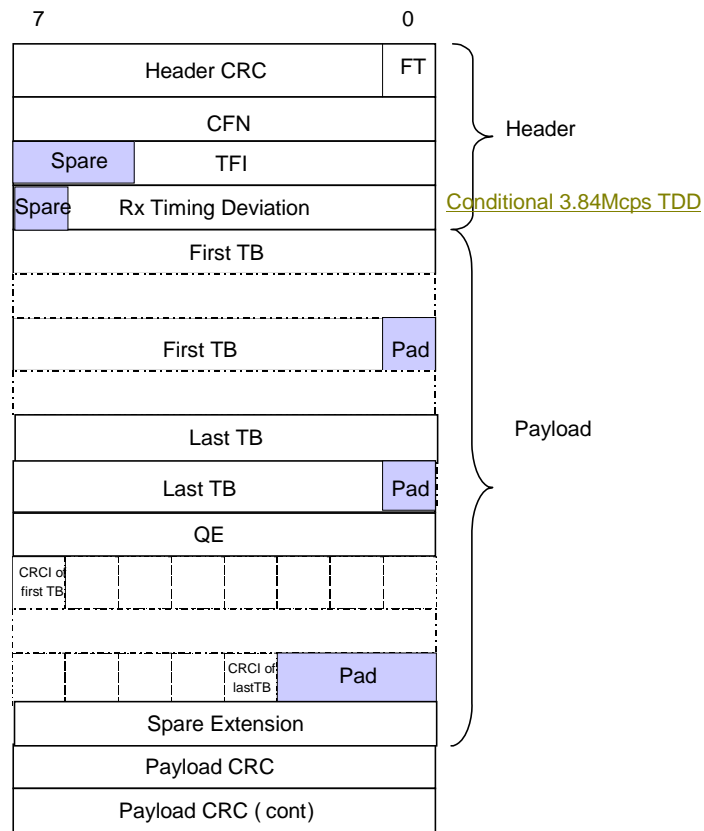 7 0
Header CRC FT
CFN
Header
Spare TFI
Spare Rx Timing Deviation
Conditional 3.84Mcps TDD
First TB
First TB Pad
Last TB
Payload
Last TB Pad
QE
CRCI of
first TB
CRCI of
lastTB
Pad
Spare Extension
Payload CRC
Payload CRC ( cont)